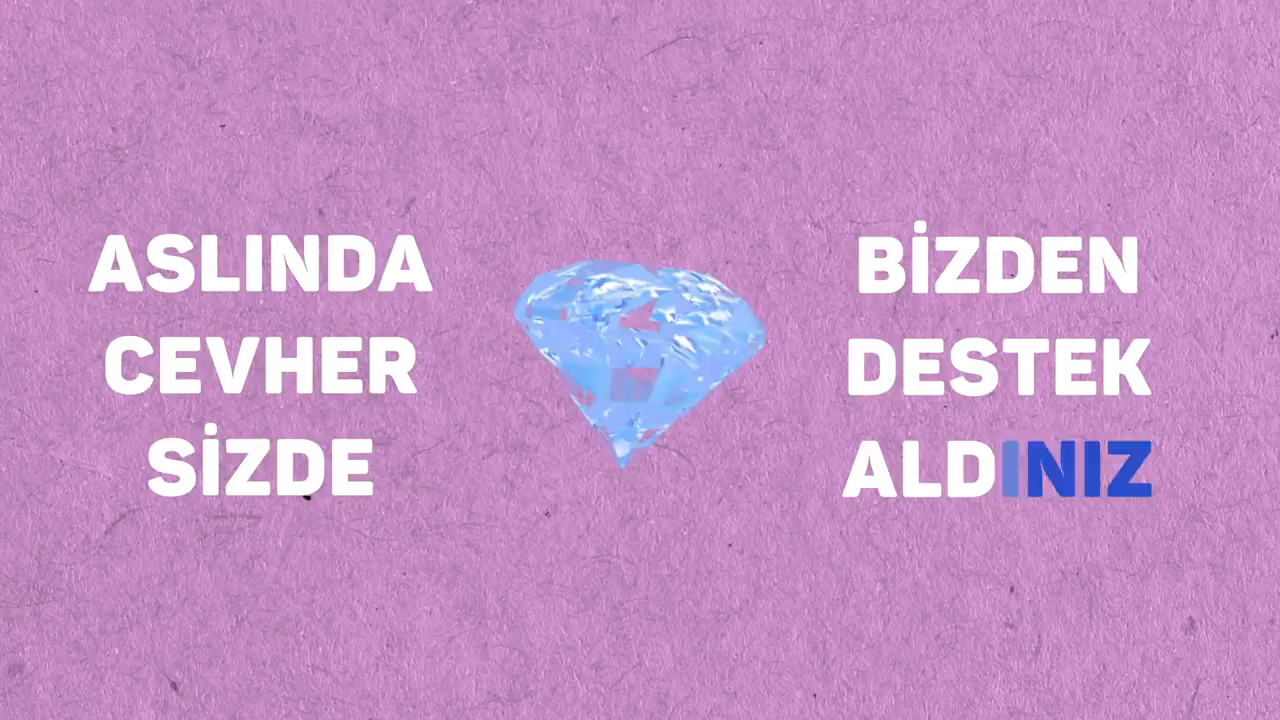 ASLINDA
CEVHER
SİZDE
BİZDEN
DESTEK
ALDINIZ